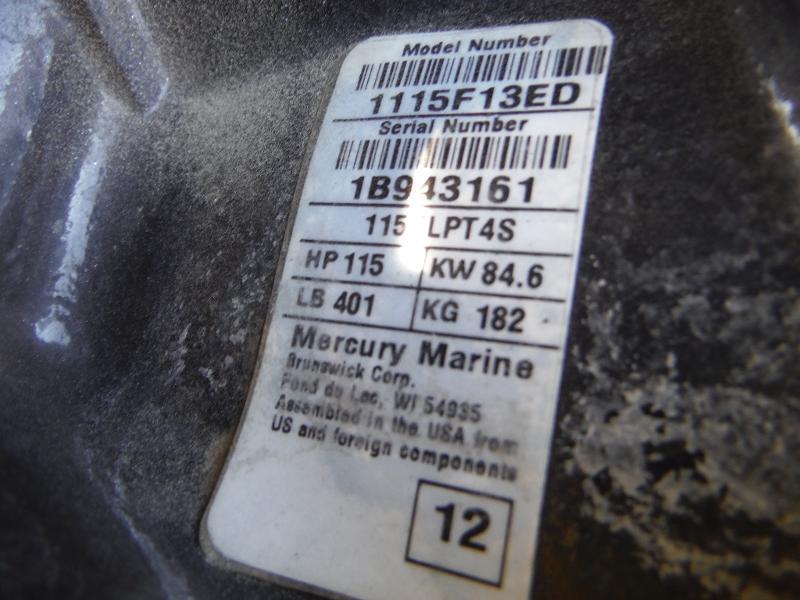 Model Number
1115F13ED
Serial Number
1B943161
115 LPT4S
HP 115 KW 84.6
LB 401 KG 182
Mercury Marine
Brunswick Corp.
Fond du Lac, WI 54935
Assembled in the USA from
US and foreign components
12